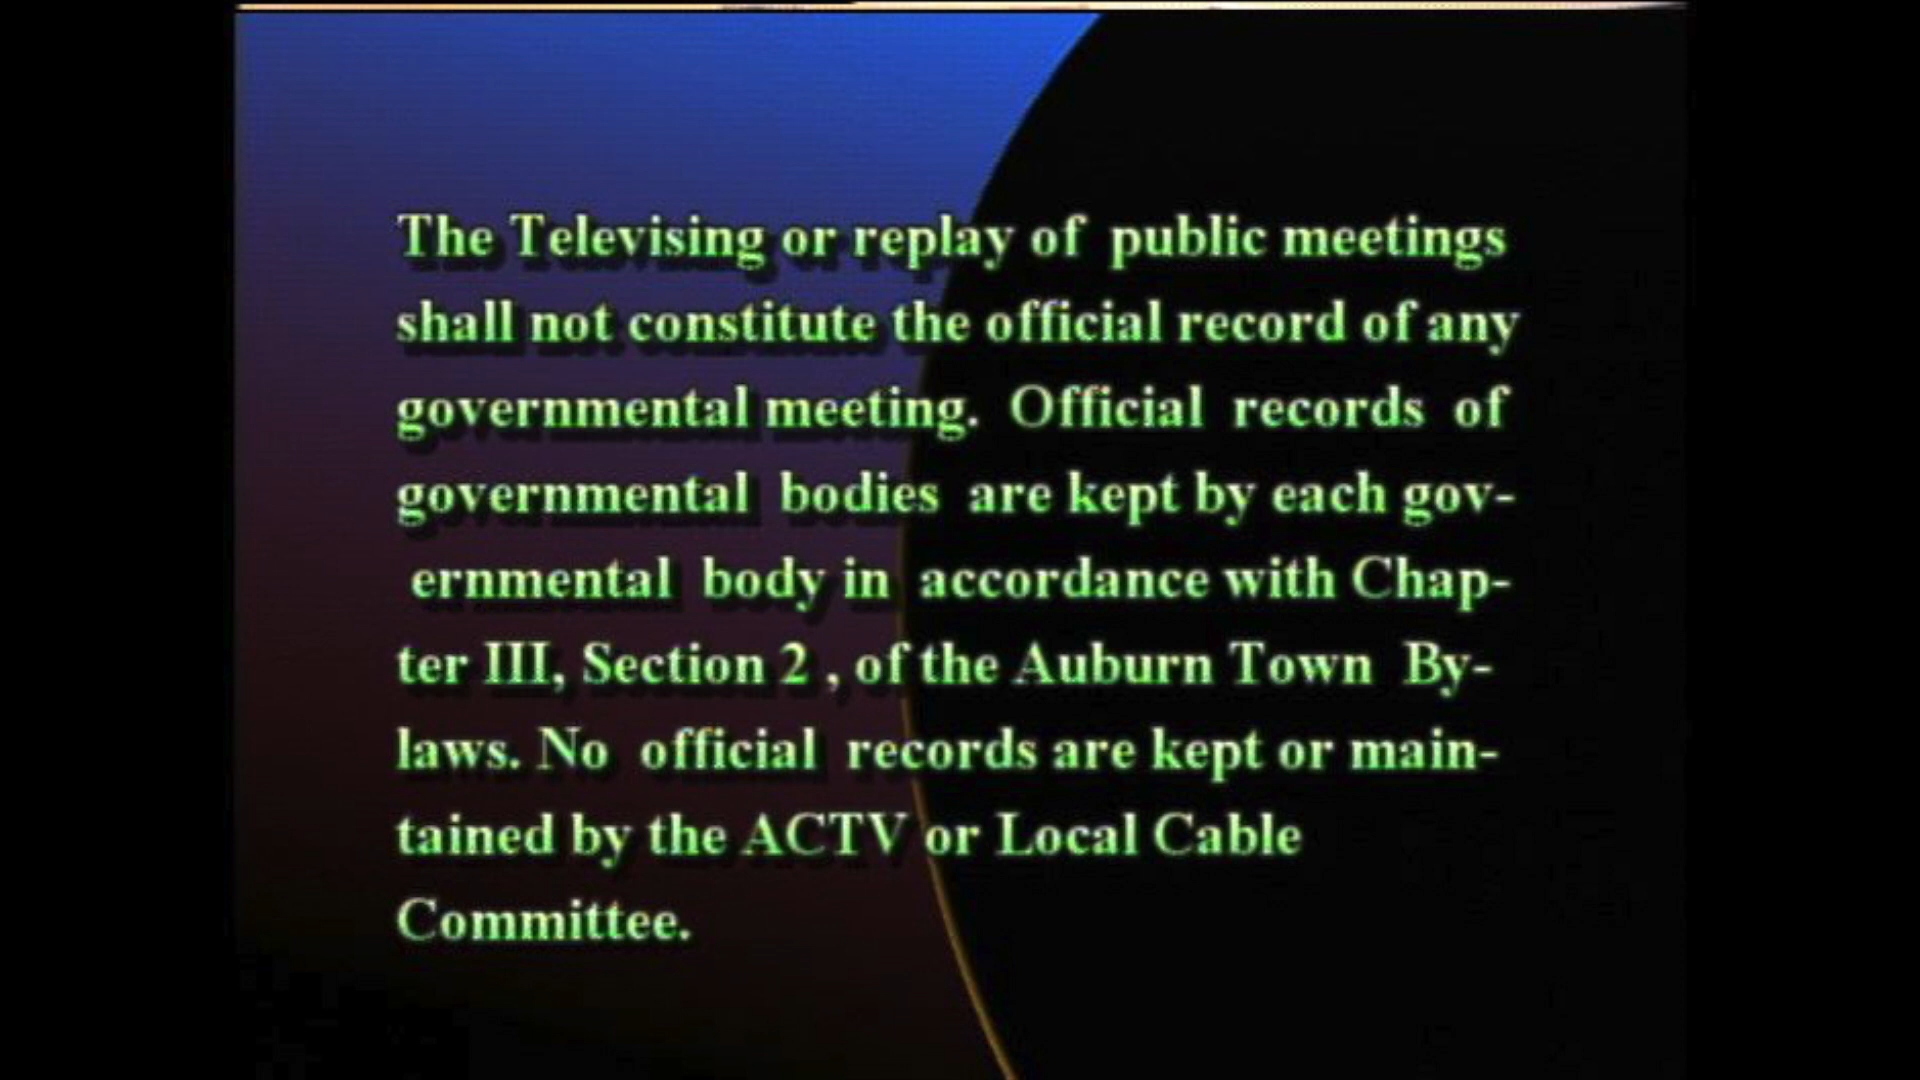 The Televising or replay of public meetings
shall not constitute the official record of any
governmental meeting. Official records of
governmental bodies are kept by each gov-
ernmental body in accordance with Chap-
ter III, Section 2 , of the Auburn Town By-
laws. No official records are kept or main-
tained by the ACTV or Local Cable
Committee.